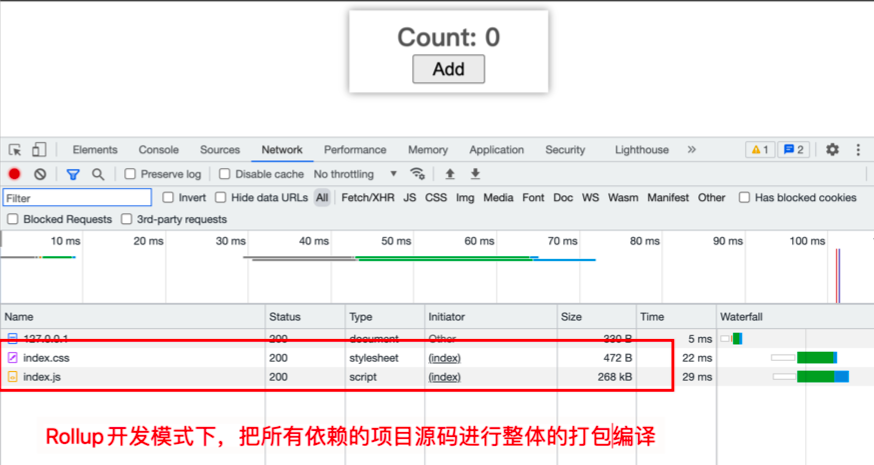 Count: 0
Add
Elements Console Sources Network Performance Memory Application Security Lighthouse » 1 2
Preserve log Disable cache No throttling
Filter Invert Hide data URLs All Fetch/XHR JS CSS Img Media Font Doc WS Wasm Manifest Other Has blocked cookies
Blocked Requests 3rd-party requests
10 ms 20 ms 30 ms 40 ms 50 ms 60 ms 70 ms 80 ms 90 ms 100 ms
Name Status Type Initiator Size Time Waterfall
127.0.0.1 200 document Other 330 B 5 ms
index.css 200 stylesheet (index) 472 B 22 ms
index.js 200 script (index) 268 kB 29 ms
Rollup开发模式下，把所有依赖的项目源码进行整体的打包编译